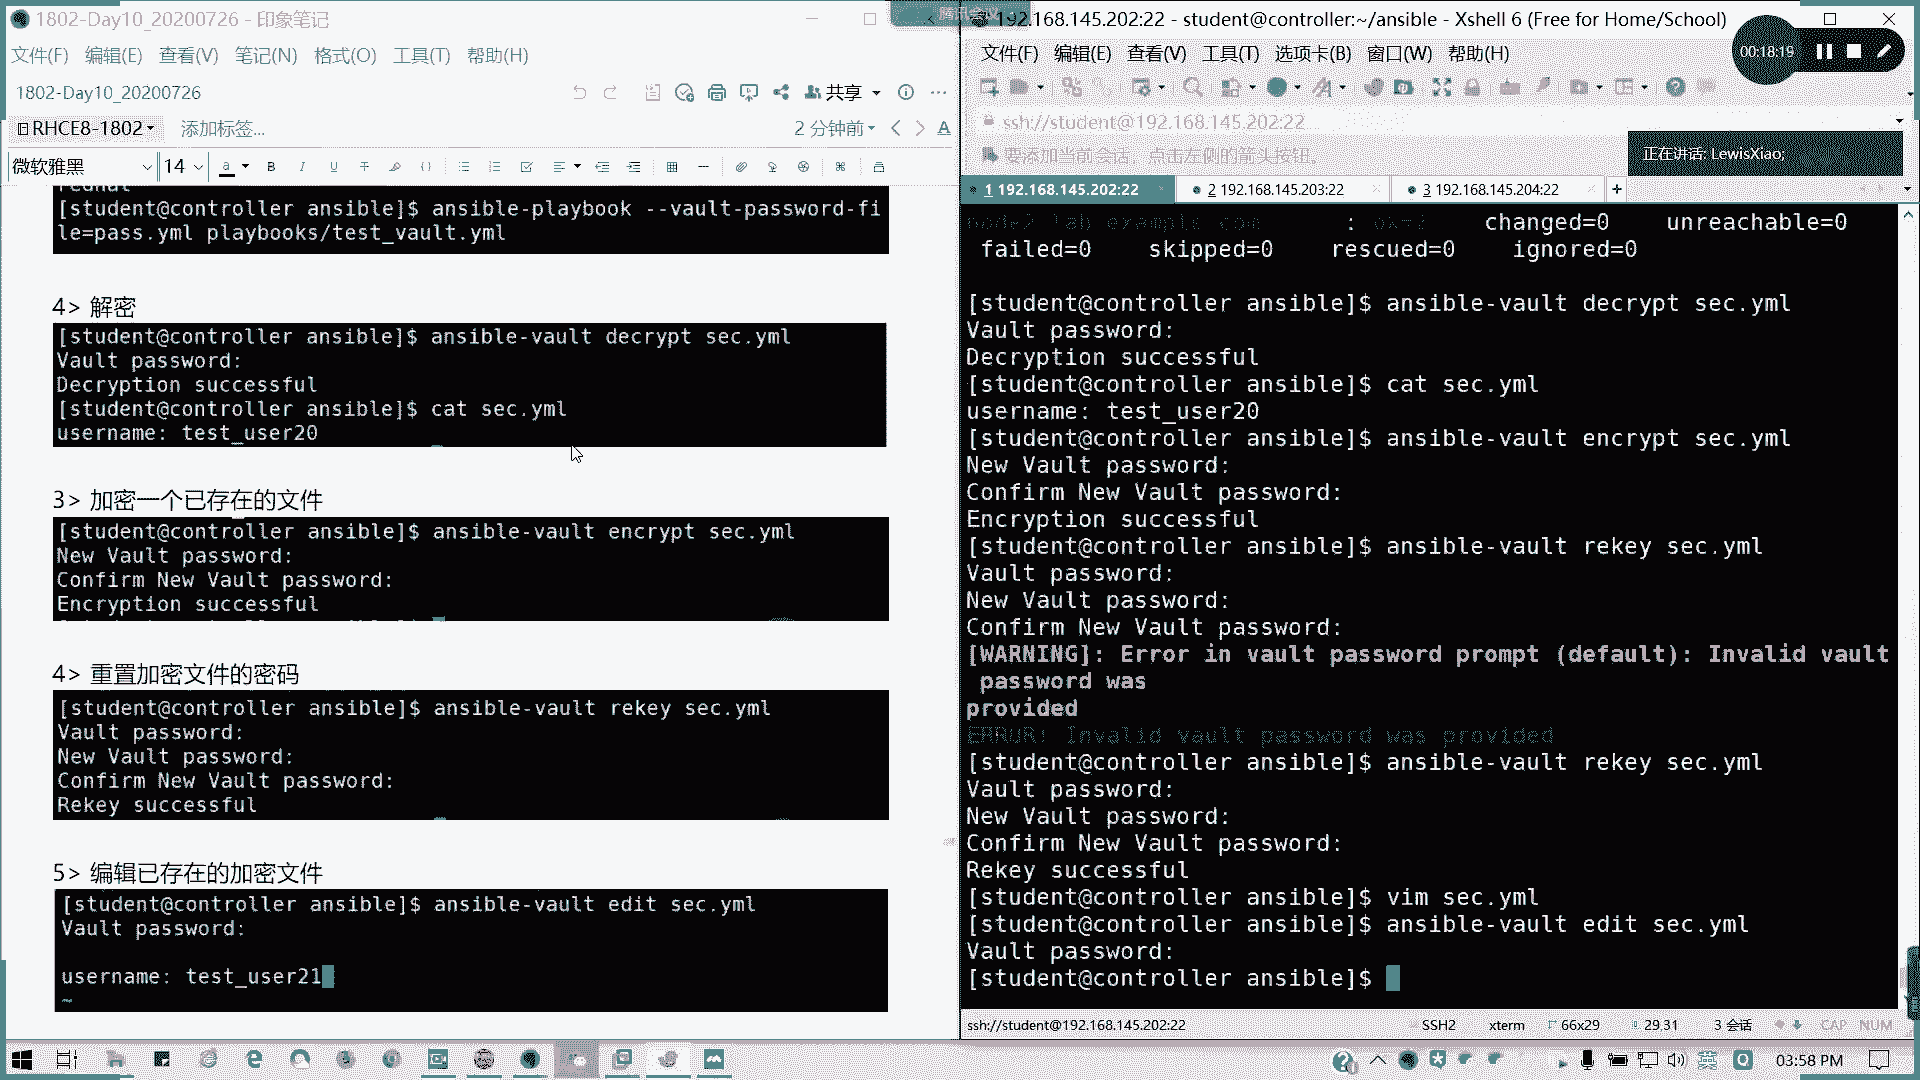 1802-Day10_20200726 - 印象笔记
文件(F) 编辑(E) 查看(V) 笔记(N) 格式(O) 工具(T) 帮助(H)
1802-Day10_20200726
共享
RHCE8-1802 添加标签...
2 分钟前
微软雅黑 14
[student@controller ansible]$ ansible-playbook --vault-password-fi
le=pass.yml playbooks/test_vault.yml
4> 解密
[student@controller ansible]$ ansible-vault decrypt sec.yml
Vault password:
Decryption successful
[student@controller ansible]$ cat sec.yml
username: test_user20
3> 加密一个已存在的文件
[student@controller ansible]$ ansible-vault encrypt sec.yml
New Vault password:
Confirm New Vault password:
Encryption successful
4> 重置加密文件的密码
[student@controller ansible]$ ansible-vault rekey sec.yml
Vault password:
New Vault password:
Confirm New Vault password:
Rekey successful
5> 编辑已存在的加密文件
[student@controller ansible]$ ansible-vault edit sec.yml
Vault password:
username: test_user21
~
腾讯会议
192.168.145.202:22 - student@controller:~/ansible - Xshell 6 (Free for Home/School)
文件(F) 编辑(E) 查看(V) 工具(T) 选项卡(B) 窗口(W) 帮助(H)
00:18:19
ssh://student@192.168.145.202:22
要添加当前会话，点击左侧的箭头按钮。
正在讲话: LewisXiao;
1 192.168.145.202:22 2 192.168.145.203:22 3 192.168.145.204:22 +
node2.lab.example.com : ok=2 changed=0 unreachable=0
failed=0 skipped=0 rescued=0 ignored=0
[student@controller ansible]$ ansible-vault decrypt sec.yml
Vault password:
Decryption successful
[student@controller ansible]$ cat sec.yml
username: test_user20
[student@controller ansible]$ ansible-vault encrypt sec.yml
New Vault password:
Confirm New Vault password:
Encryption successful
[student@controller ansible]$ ansible-vault rekey sec.yml
Vault password:
New Vault password:
Confirm New Vault password:
[WARNING]: Error in vault password prompt (default): Invalid vault
password was
provided
ERROR! Invalid vault password was provided
[student@controller ansible]$ ansible-vault rekey sec.yml
Vault password:
New Vault password:
Confirm New Vault password:
Rekey successful
[student@controller ansible]$ vim sec.yml
[student@controller ansible]$ ansible-vault edit sec.yml
Vault password:
[student@controller ansible]$
ssh://student@192.168.145.202:22 SSH2 xterm 66x29 29,31 3 会话 CAP NUM
英 03:58 PM